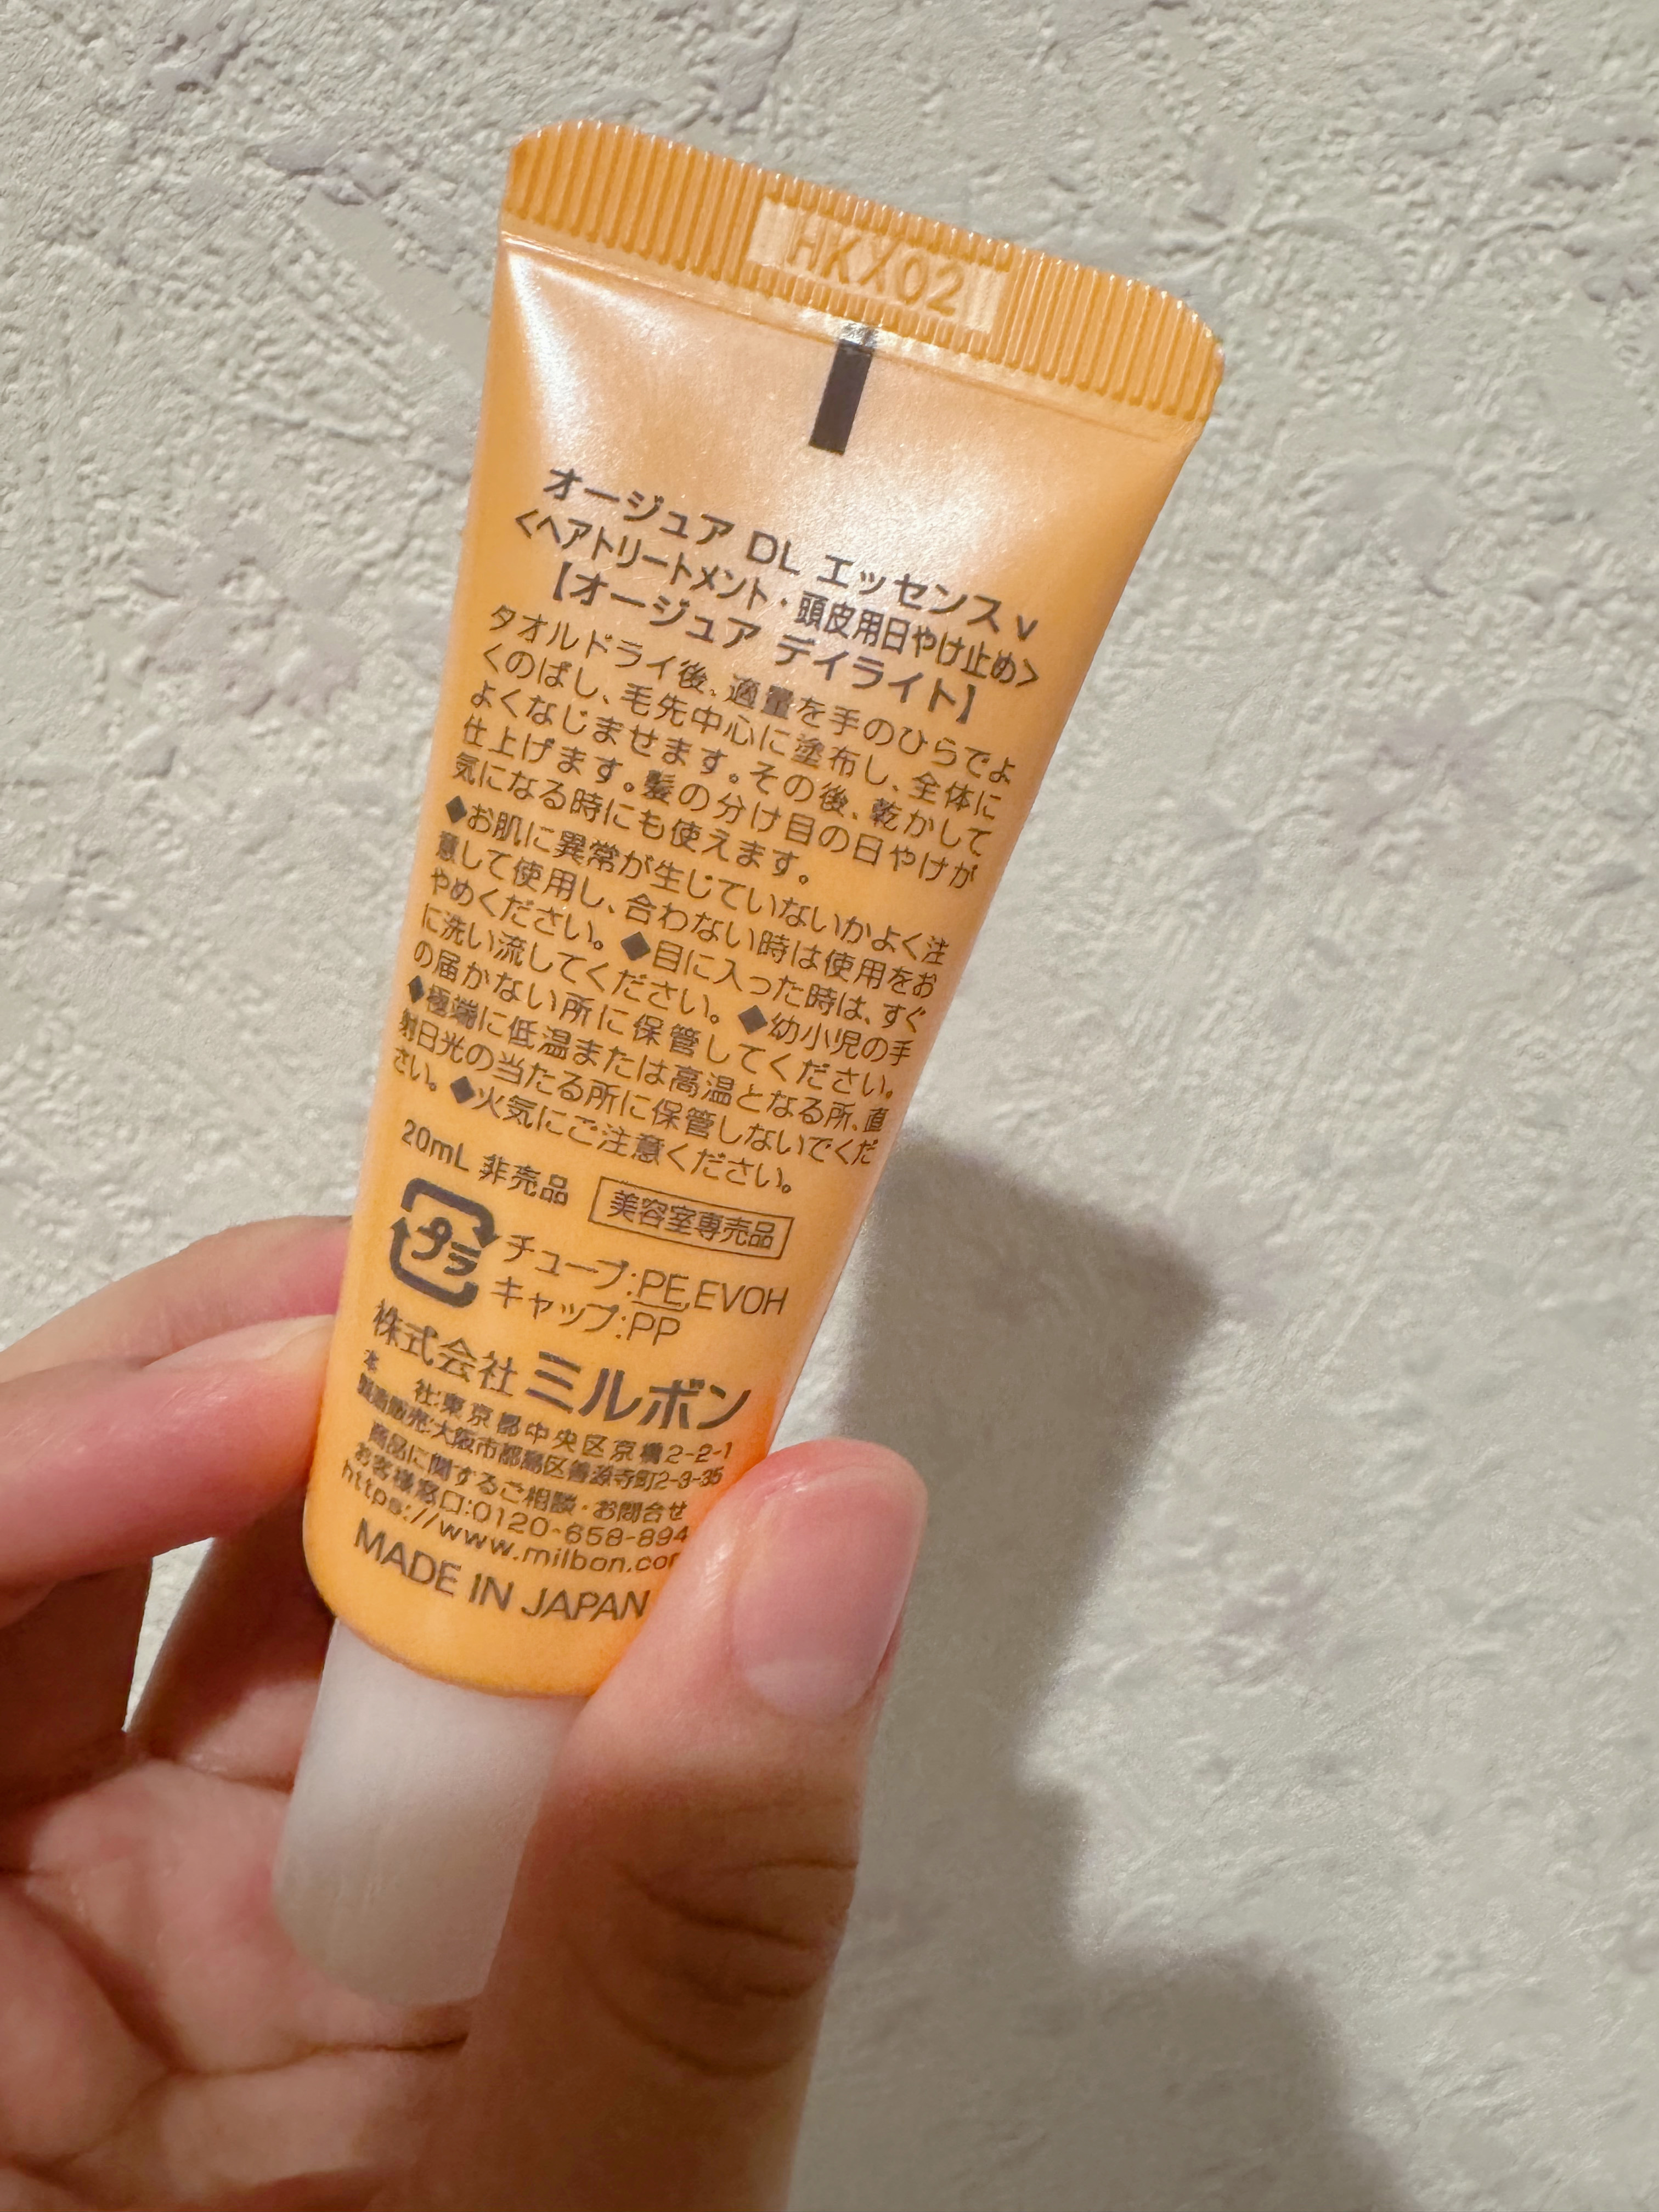 HKX02
オージュア DL エッセンス v
<ヘアトリートメント・頭皮用日やけ止め>
【オージュア デイライト】
タオルドライ後、適量を手のひらでよ
くのばし、毛先中心に塗布し、全体に
よくなじませます。その後、乾かして
仕上げます。髪の分け目の日やけが
気になる時にも使えます。
◆お肌に異常が生じていないかよく注
意して使用し、合わない時は使用をお
やめください。◆目に入った時は、すぐ
に洗い流してください。◆幼小児の手
の届かない所に保管してください。
◆極端に低温または高温となる所、直
射日光の当たる所に保管しないでくだ
さい。◆火気にご注意ください。
20mL 非売品 美容室専売品
プラ チューブ:PE,EVOH
キャップ:PP
株式会社 ミルボン
本 社:東京都中央区京橋2-2-1
製造販売:大阪市都島区善源寺町2-3-35
商品に関するご相談・お問合せ
お客様窓口:0120-658-894
https://www.milbon.co
MADE IN JAPAN